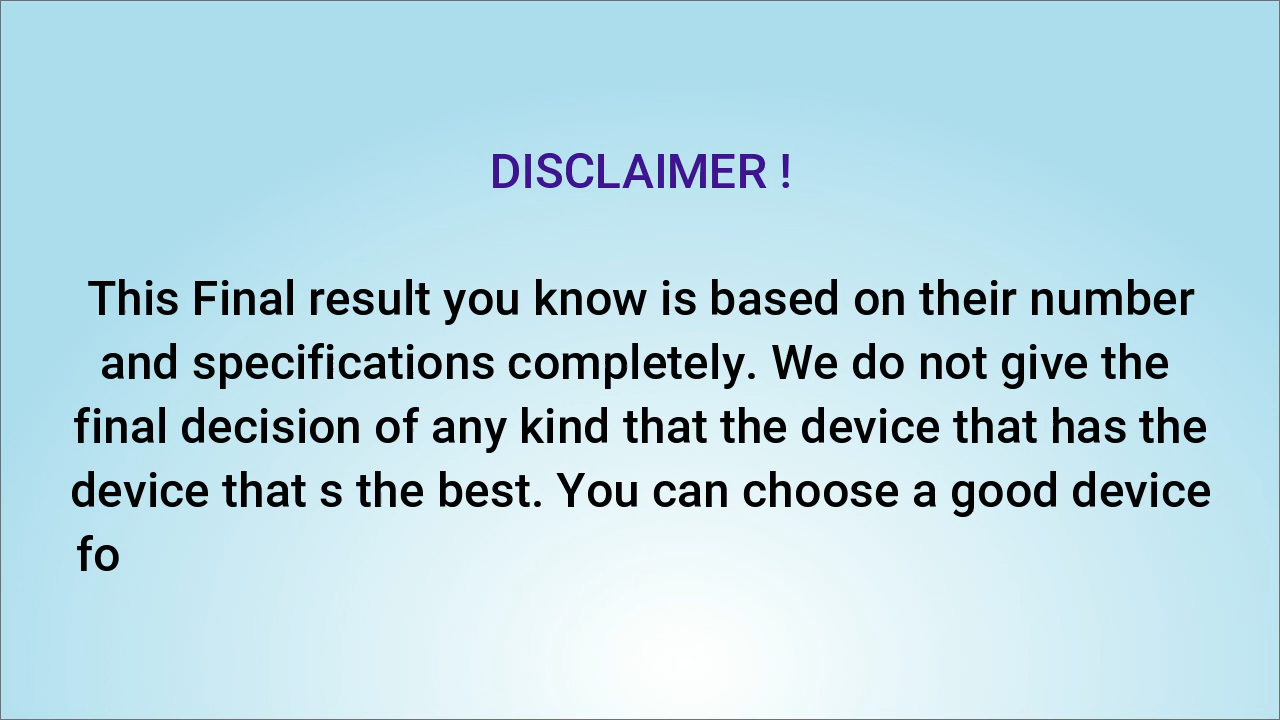 DISCLAIMER !
This Final result you know is based on their number
and specifications completely. We do not give the
final decision of any kind that the device that has the
device that s the best. You can choose a good device
fo